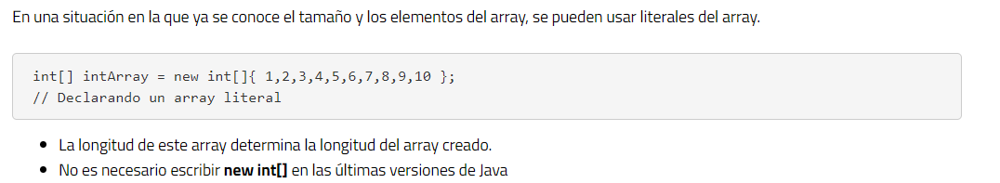 En una situación en la que ya se conoce el tamaño y los elementos del array, se pueden usar literales del array.
int[] intArray = new int[]{ 1,2,3,4,5,6,7,8,9,10 };
// Declarando un array literal
• La longitud de este array determina la longitud del array creado.
• No es necesario escribir new int[] en las últimas versiones de Java